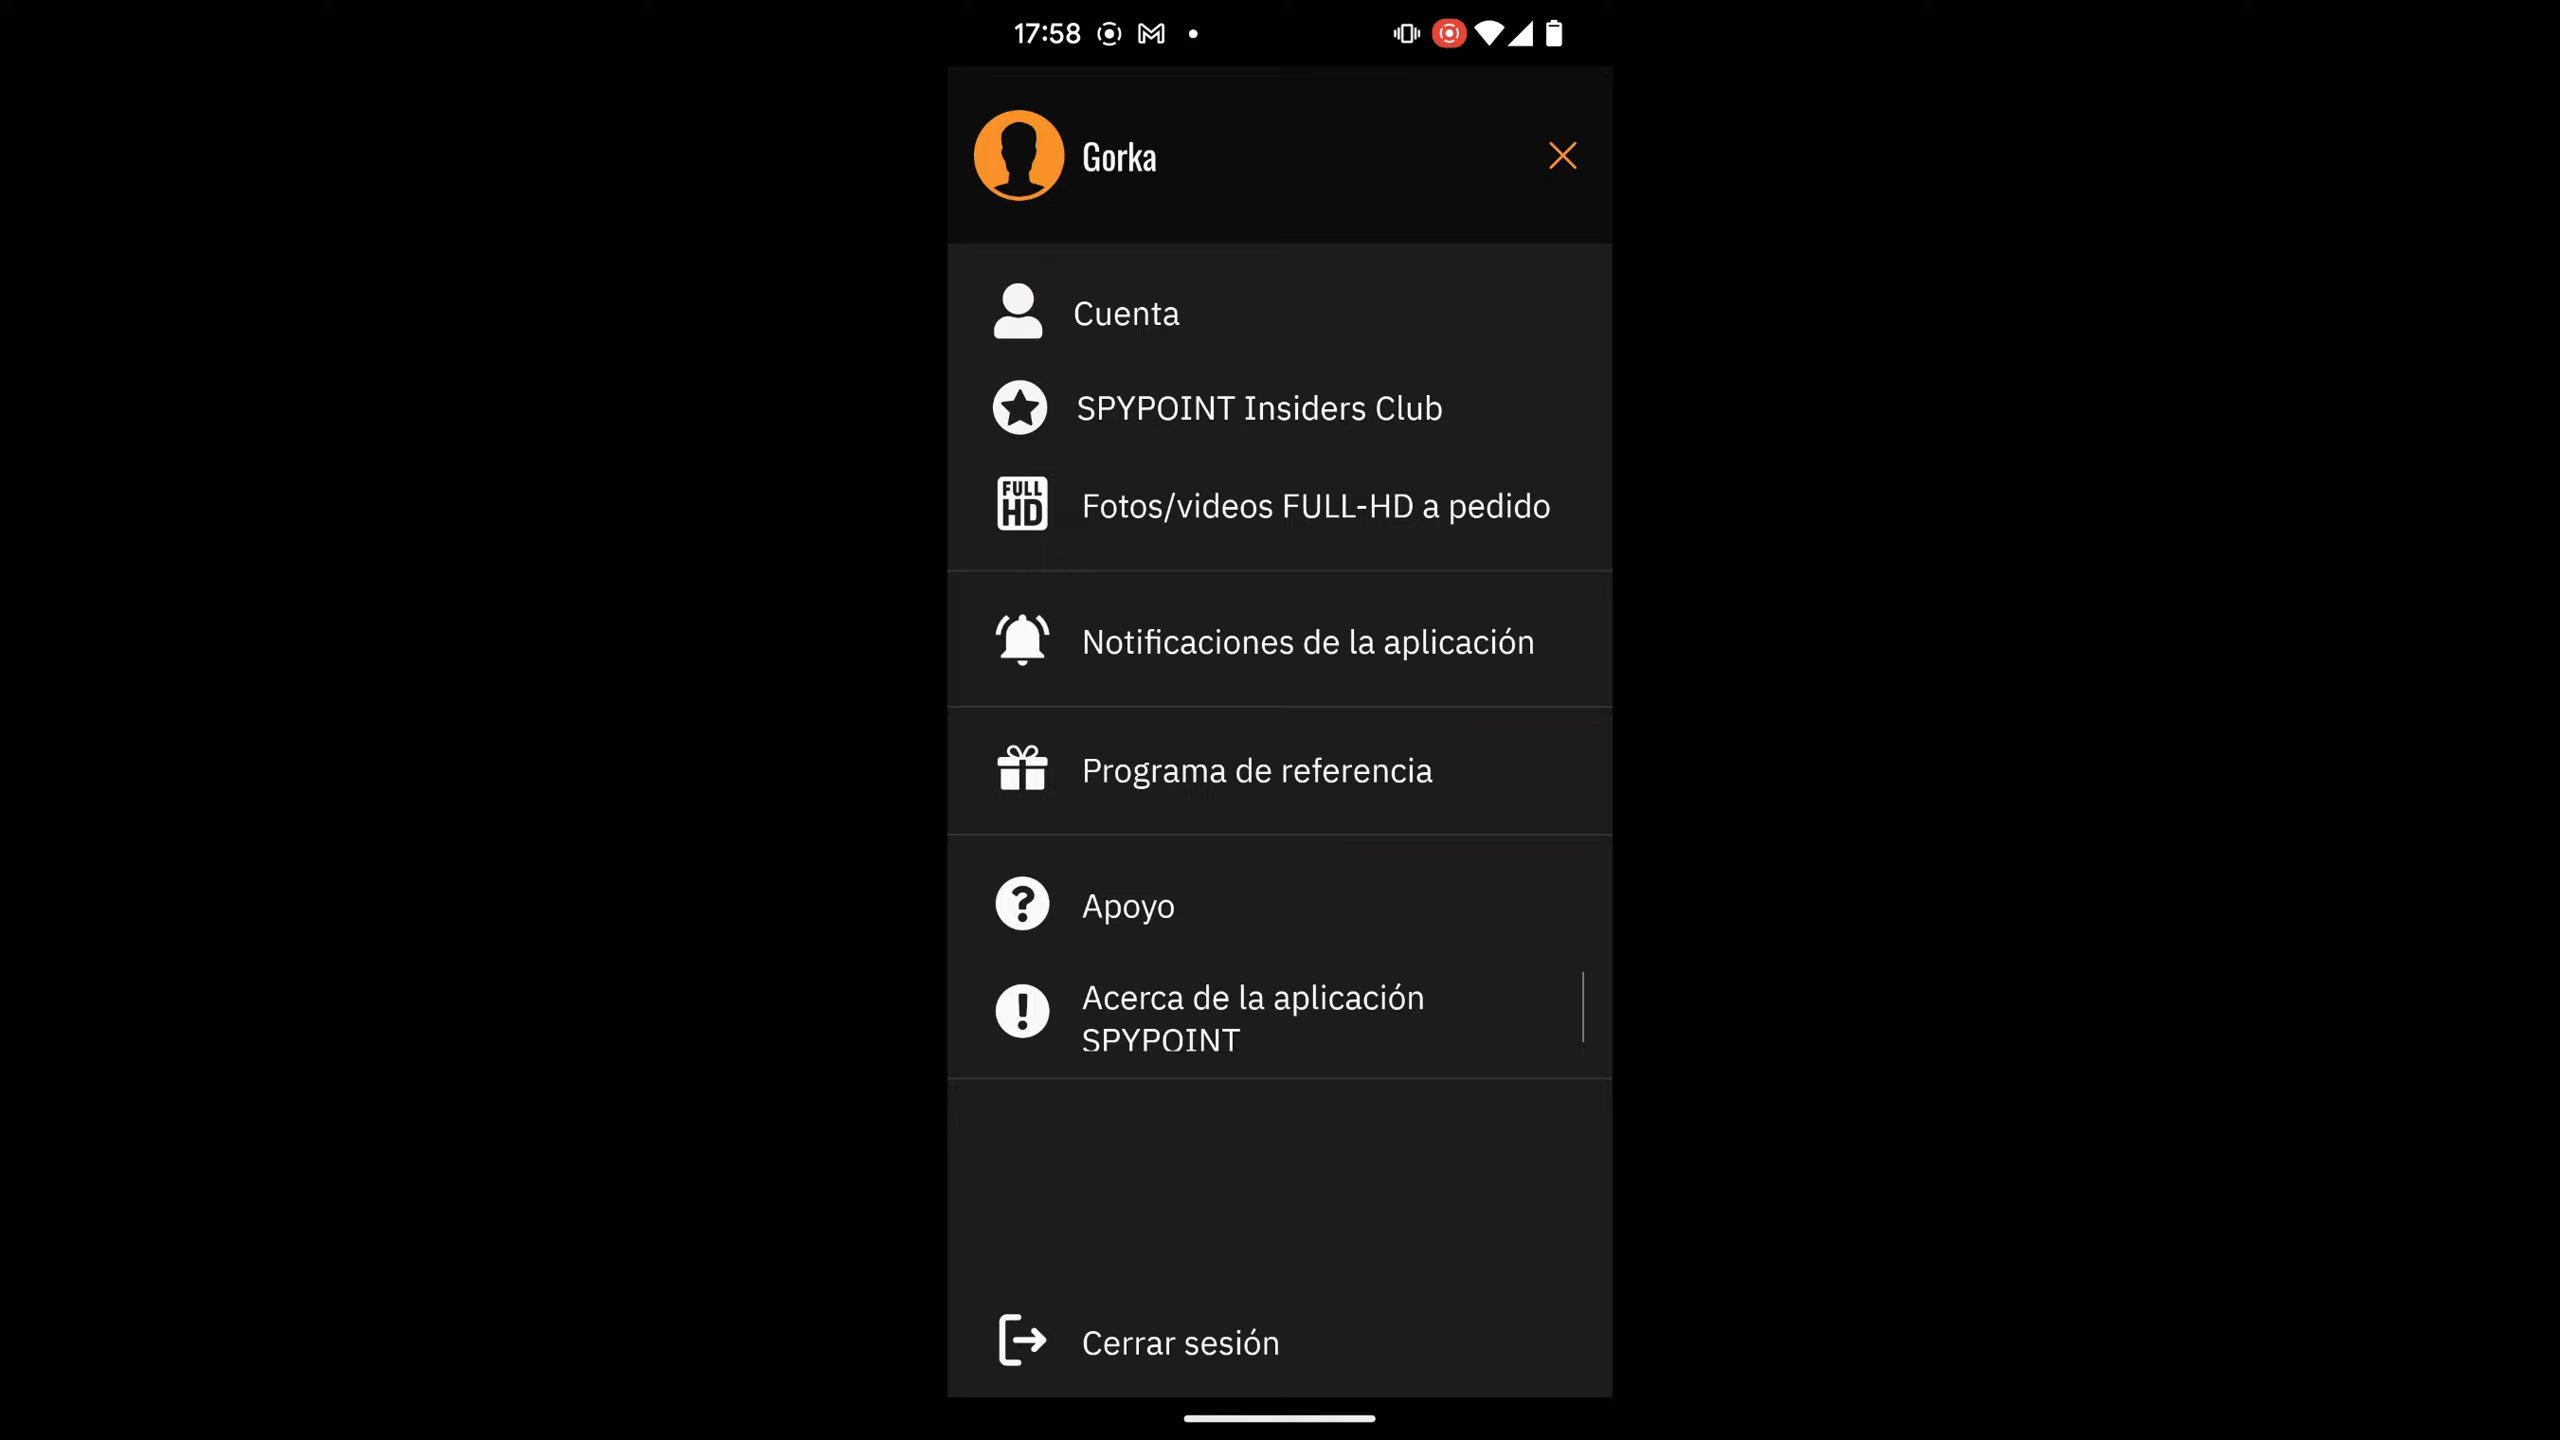 17:58
Gorka
Cuenta
SPYPOINT Insiders Club
FULL
HD
Fotos/videos FULL-HD a pedido
Notificaciones de la aplicación
Programa de referencia
Apoyo
Acerca de la aplicación
SPYPOINT
Cerrar sesión